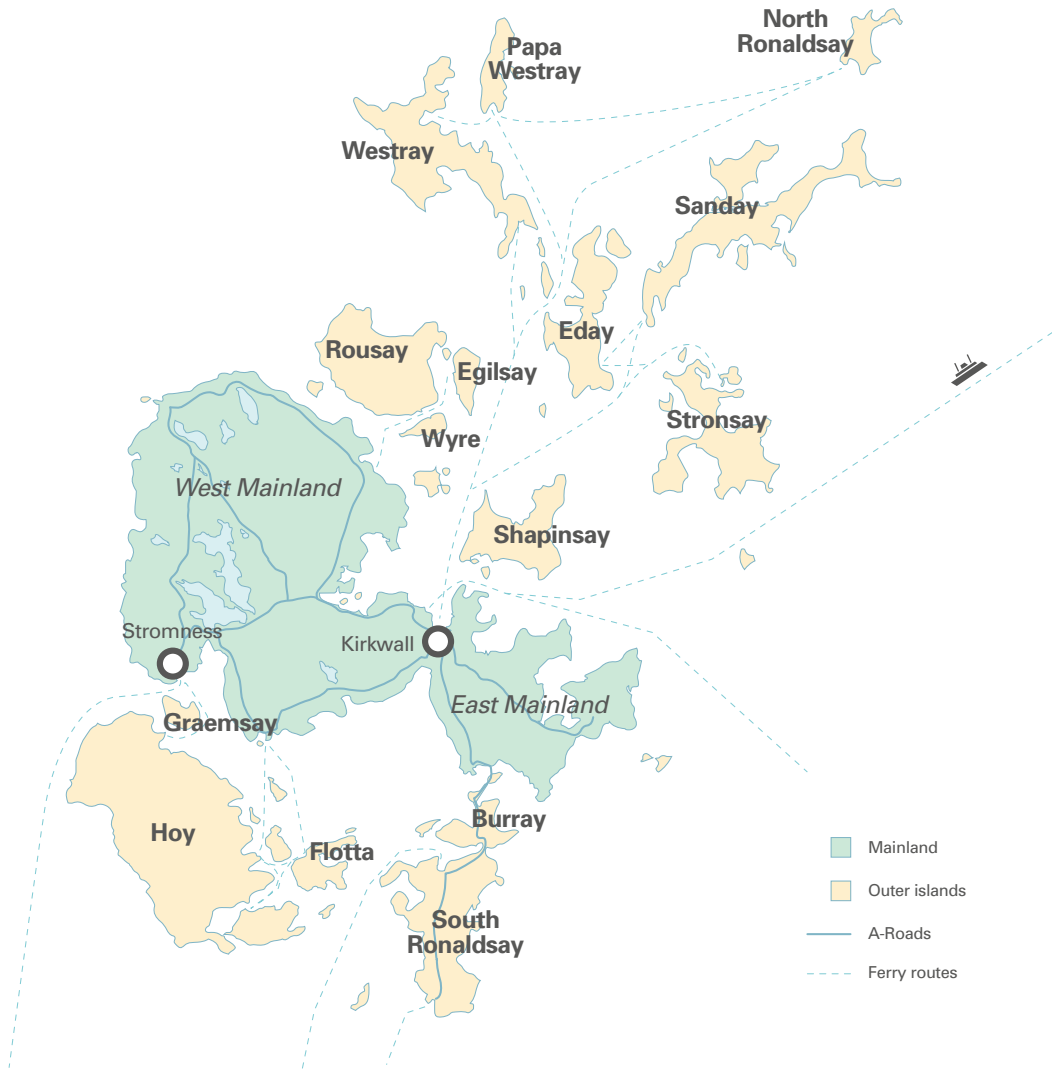 North
Ronaldsay
Papa
Westray
Westray
Sanday
Eday
Rousay
Egilsay
Stronsay
Wyre
West Mainland
Shapinsay
Stromness
Kirkwall
East Mainland
Graemsay
Burray
Hoy
Flotta
South
Ronaldsay
Mainland
Outer islands
A-Roads
Ferry routes